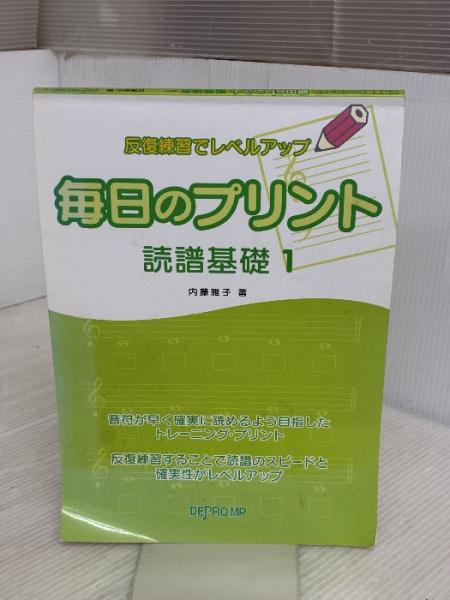 反復練習でレベルアップ
毎日のプリント
読譜基礎 1
内藤雅子 著
音符が早く確実に読めるよう目指した
トレーニング・プリント
反復練習することで読譜のスピードと
確実性がレベルアップ
DEPRO MP